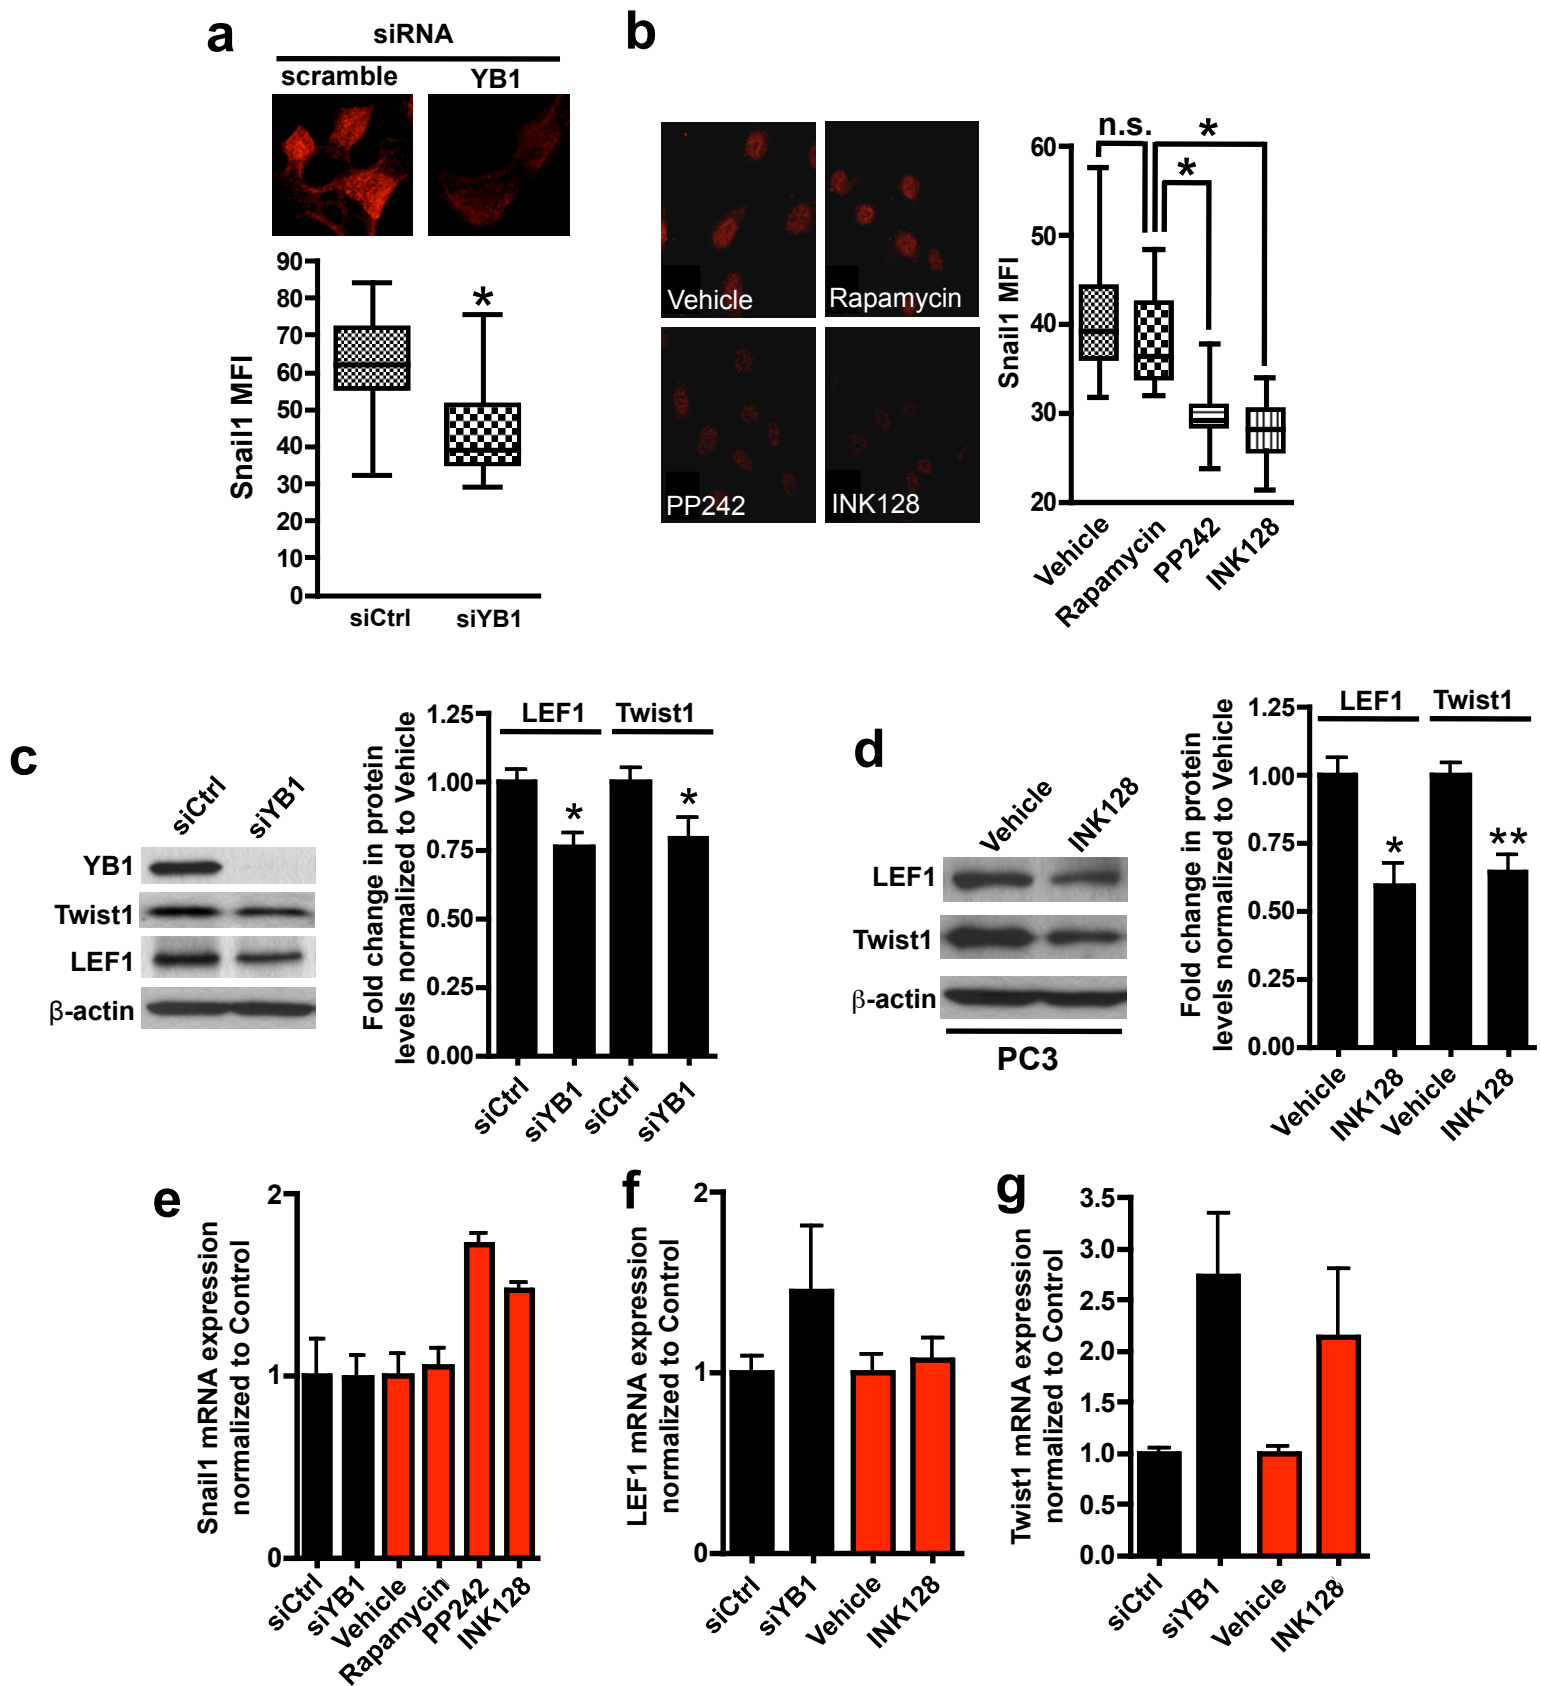 a
siRNA
scramble YB1
90
80
70
60
50
40
30
20
10
0
Snail1 MFI
*
siCtrl siYB1
b
Vehicle
Rapamycin
PP242
INK128
n.s. *
*
60
50
40
30
20
Snail1 MFI
Vehicle
Rapamycin
PP242
INK128
c
siCtrl
siYB1
YB1
Twist1
LEF1
β-actin
Fold change in protein
levels normalized to Vehicle
1.25
1.00
0.75
0.50
0.25
0.00
LEF1 Twist1
* *
siCtrl
siYB1
siCtrl
siYB1
d
Vehicle
INK128
LEF1
Twist1
β-actin
PC3
Fold change in protein
levels normalized to Vehicle
1.25
1.00
0.75
0.50
0.25
0.00
LEF1 Twist1
* **
Vehicle
INK128
Vehicle
INK128
e
Snail1 mRNA expression
normalized to Control
2
1
0
siCtrl
siYB1
Vehicle
Rapamycin
PP242
INK128
f
LEF1 mRNA expression
normalized to Control
2
1
0
siCtrl
siYB1
Vehicle
INK128
g
Twist1 mRNA expression
normalized to Control
3.5
3.0
2.5
2.0
1.5
1.0
0.5
0.0
siCtrl
siYB1
Vehicle
INK128